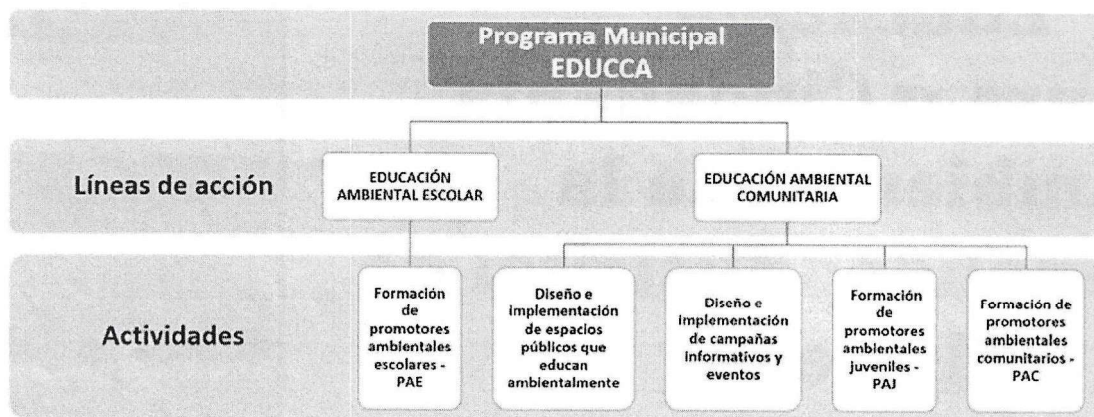 Programa Municipal
EDUCCA
Líneas de acción
EDUCACIÓN
AMBIENTAL ESCOLAR
EDUCACIÓN AMBIENTAL
COMUNITARIA
Actividades
Formación
de
promotores
ambientales
escolares -
PAE
Diseño e
implementación
de espacios
públicos que
educan
ambientalmente
Diseño e
implementación
de campañas
informativos y
eventos
Formación
de
promotores
ambientales
juveniles -
PAJ
Formación de
promotores
ambientales
comunitarios -
PAC